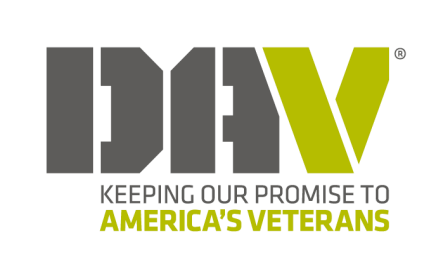 DAV®
KEEPING OUR PROMISE TO
AMERICA'S VETERANS